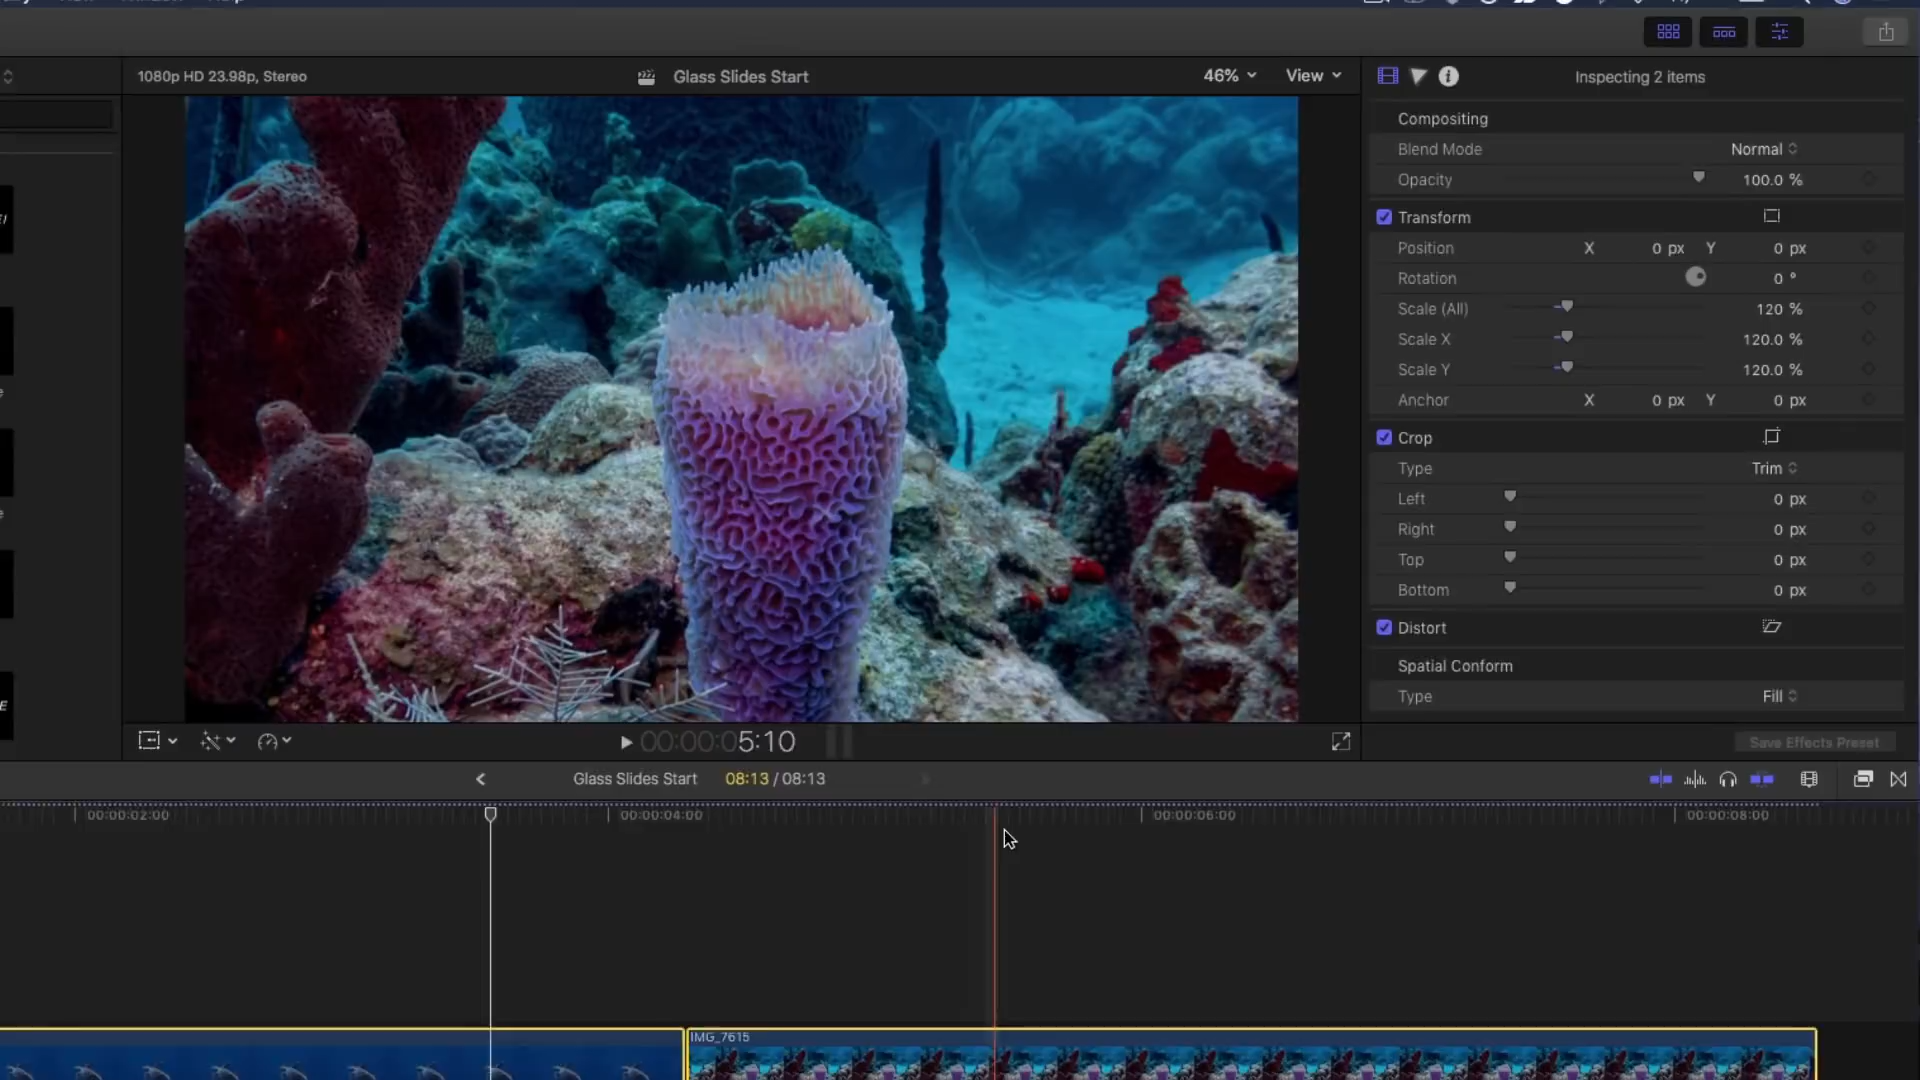 1080p HD 23.98p, Stereo
Glass Slides Start
46%
View
Inspecting 2 items
Compositing
Blend Mode Normal
Opacity 100.0 %
Transform
Position X 0 px Y 0 px
Rotation 0 °
Scale (All) 120 %
Scale X 120.0 %
Scale Y 120.0 %
Anchor X 0 px Y 0 px
Crop
Type Trim
Left 0 px
Right 0 px
Top 0 px
Bottom 0 px
Distort
Spatial Conform
Type Fill
00:00:05:10
Save Effects Preset
Glass Slides Start 08:13 / 08:13
00:00:02:00 00:00:04:00 00:00:06:00 00:00:08:00
IMG_7615